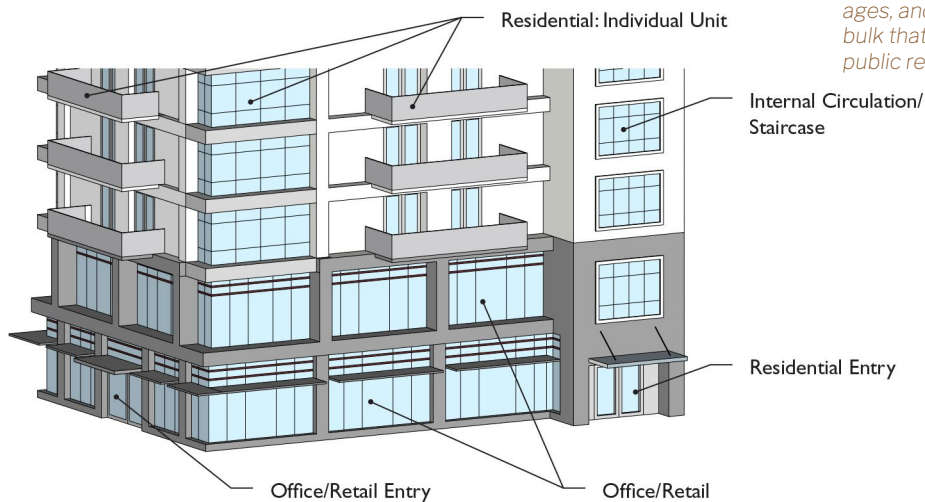 Residential: Individual Unit
ages, and
bulk that
public re
Internal Circulation/
Staircase
Residential Entry
Office/Retail Entry
Office/Retail